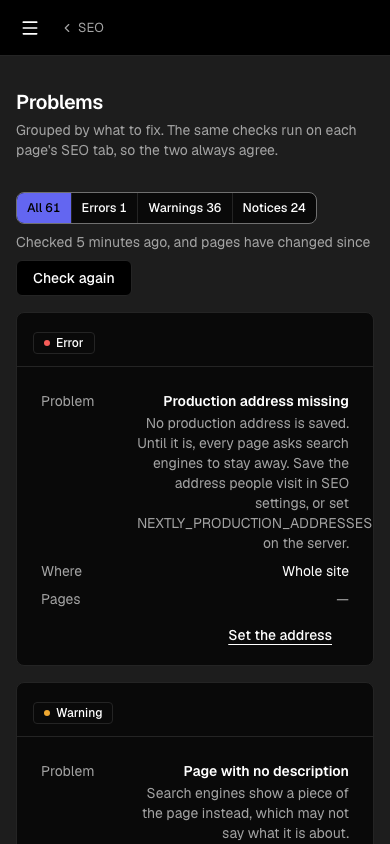 SEO
Problems
Grouped by what to fix. The same checks run on each
page's SEO tab, so the two always agree.
All 61 Errors 1 Warnings 36 Notices 24
Checked 5 minutes ago, and pages have changed since
Check again
Error
Problem Production address missing
No production address is saved.
Until it is, every page asks search
engines to stay away. Save the
address people visit in SEO
settings, or set
NEXTLY_PRODUCTION_ADDRESSES
on the server.
Where Whole site
Pages —
Set the address
Warning
Problem Page with no description
Search engines show a piece of
the page instead, which may not
say what it is about.